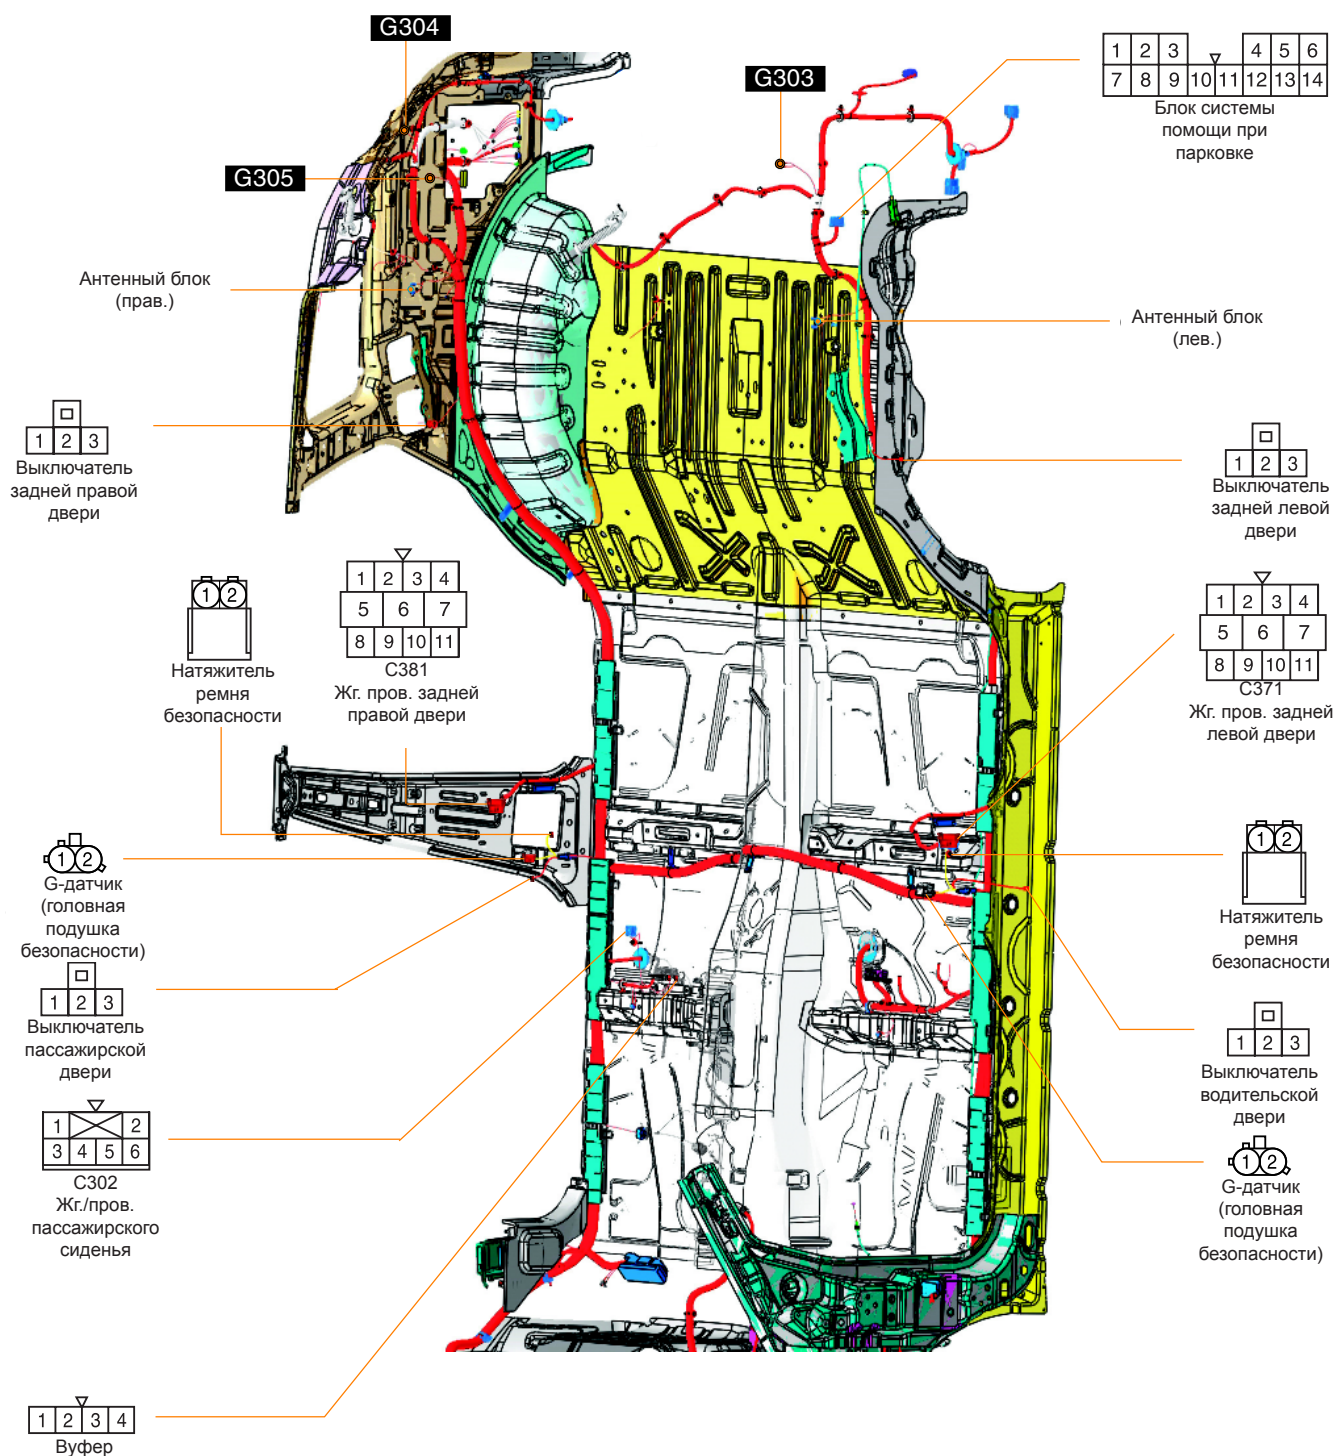 G304
G303
G305
1 2 3 4 5 6
7 8 9 10 11 12 13 14
Блок системы
помощи при
парковке
Антенный блок
(прав.)
Антенный блок
(лев.)
1 2 3
Выключатель
задней правой
двери
1 2 3
Выключатель
задней левой
двери
1 2
Натяжитель
ремня
безопасности
1 2 3 4
5 6 7
8 9 10 11
C381
Жг. пров. задней
правой двери
1 2 3 4
5 6 7
8 9 10 11
C371
Жг. пров. задней
левой двери
1 2
G-датчик
(головная
подушка
безопасности)
1 2
Натяжитель
ремня
безопасности
1 2 3
Выключатель
пассажирской
двери
1 2 3
Выключатель
водительской
двери
1 2
3 4 5 6
C302
Жг./пров.
пассажирского
сиденья
1 2
G-датчик
(головная
подушка
безопасности)
1 2 3 4
Вуфер